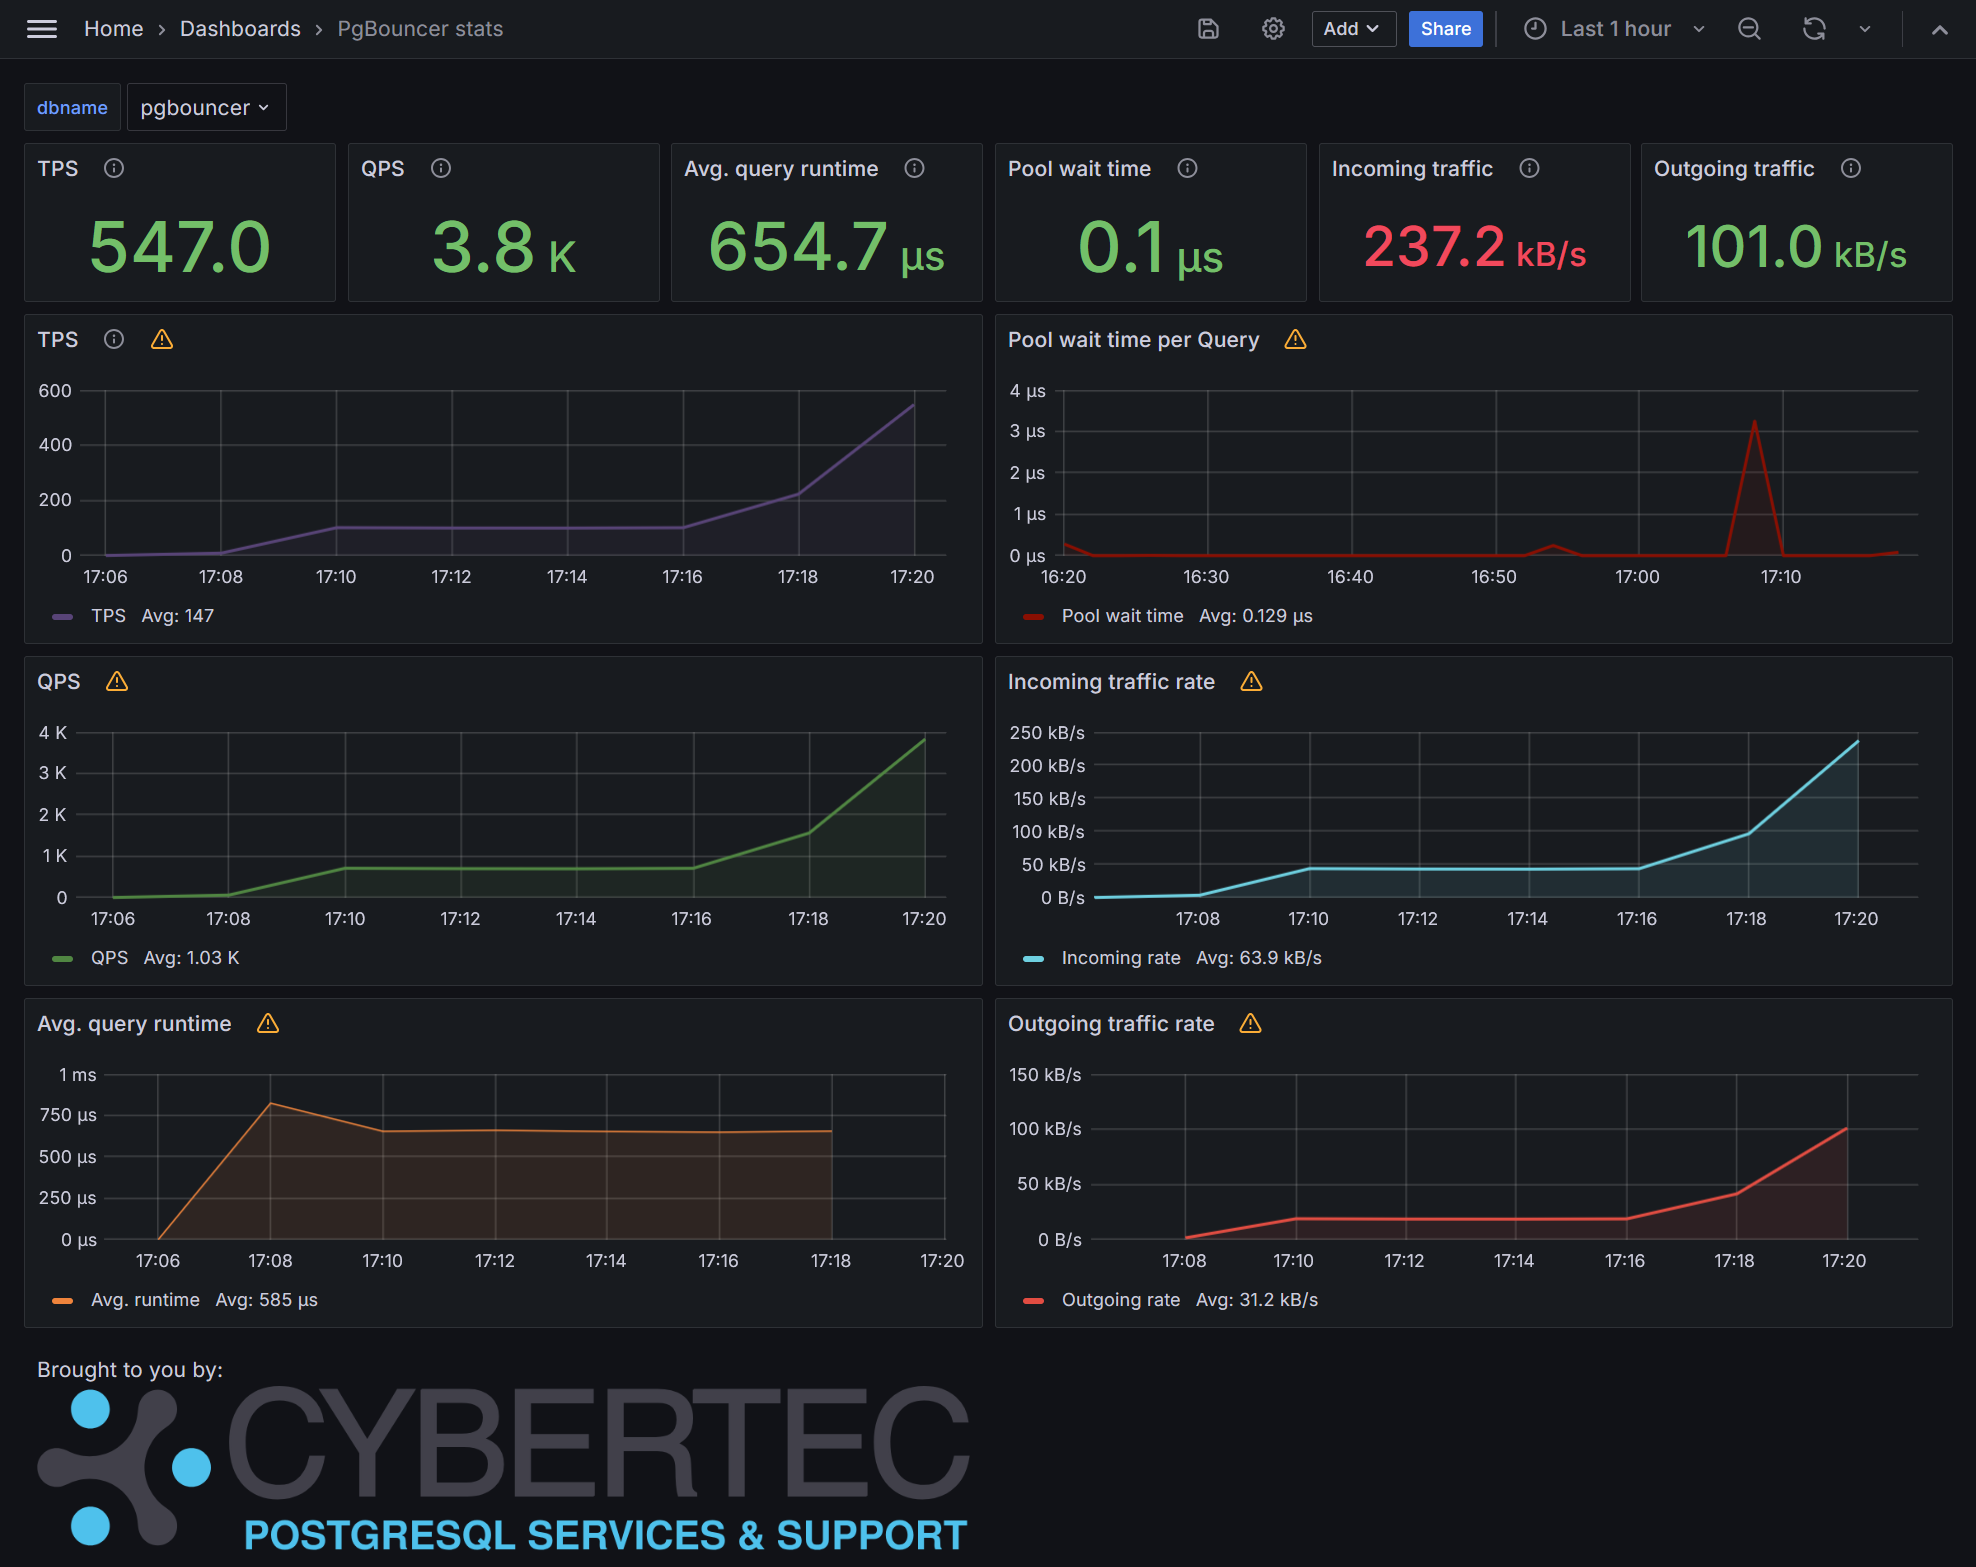 Home › Dashboards › PgBouncer stats
Add
Share
Last 1 hour
dbname
pgbouncer
TPS
547.0
QPS
3.8 K
Avg. query runtime
654.7 µs
Pool wait time
0.1 µs
Incoming traffic
237.2 kB/s
Outgoing traffic
101.0 kB/s
TPS
600
400
200
0
17:06 17:08 17:10 17:12 17:14 17:16 17:18 17:20
TPS Avg: 147
Pool wait time per Query
4 µs
3 µs
2 µs
1 µs
0 µs
16:20 16:30 16:40 16:50 17:00 17:10
Pool wait time Avg: 0.129 µs
QPS
4 K
3 K
2 K
1 K
0
17:06 17:08 17:10 17:12 17:14 17:16 17:18 17:20
QPS Avg: 1.03 K
Incoming traffic rate
250 kB/s
200 kB/s
150 kB/s
100 kB/s
50 kB/s
0 B/s
17:08 17:10 17:12 17:14 17:16 17:18 17:20
Incoming rate Avg: 63.9 kB/s
Avg. query runtime
1 ms
750 µs
500 µs
250 µs
0 µs
17:06 17:08 17:10 17:12 17:14 17:16 17:18 17:20
Avg. runtime Avg: 585 µs
Outgoing traffic rate
150 kB/s
100 kB/s
50 kB/s
0 B/s
17:08 17:10 17:12 17:14 17:16 17:18 17:20
Outgoing rate Avg: 31.2 kB/s
Brought to you by:
CYBERTEC
POSTGRESQL SERVICES & SUPPORT